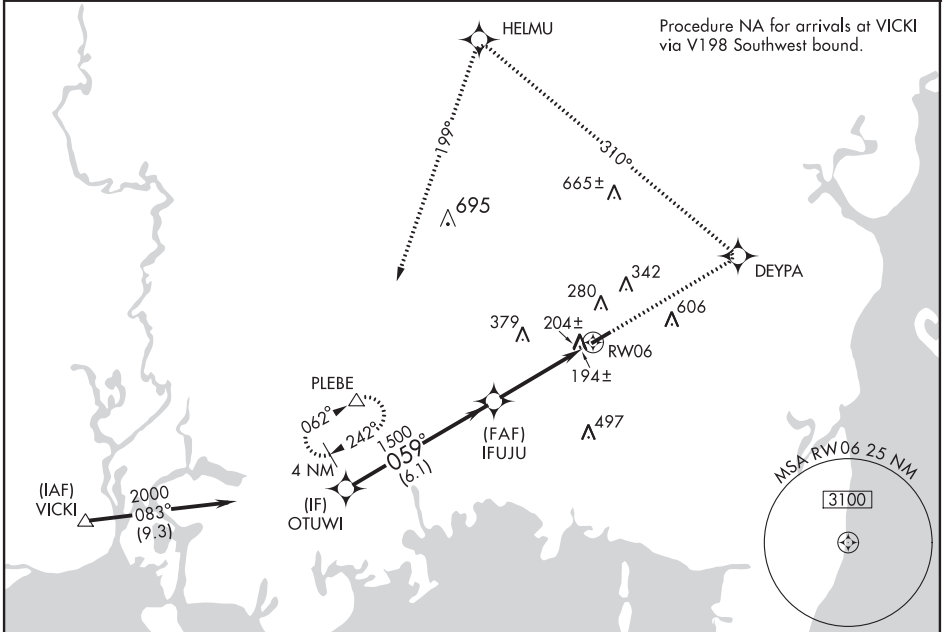 HELMU
Procedure NA for arrivals at VICKI
via V198 Southwest bound.
199°
310°
665±
695
DEYPA
342
280
606
379
204±
RW06
194±
PLEBE
062°
242°
4 NM
1500
059°
(6.1)
(FAF)
IFUJU
497
(IF)
OTUWI
(IAF)
VICKI
2000
083°
(9.3)
MSA RW06 25 NM
3100